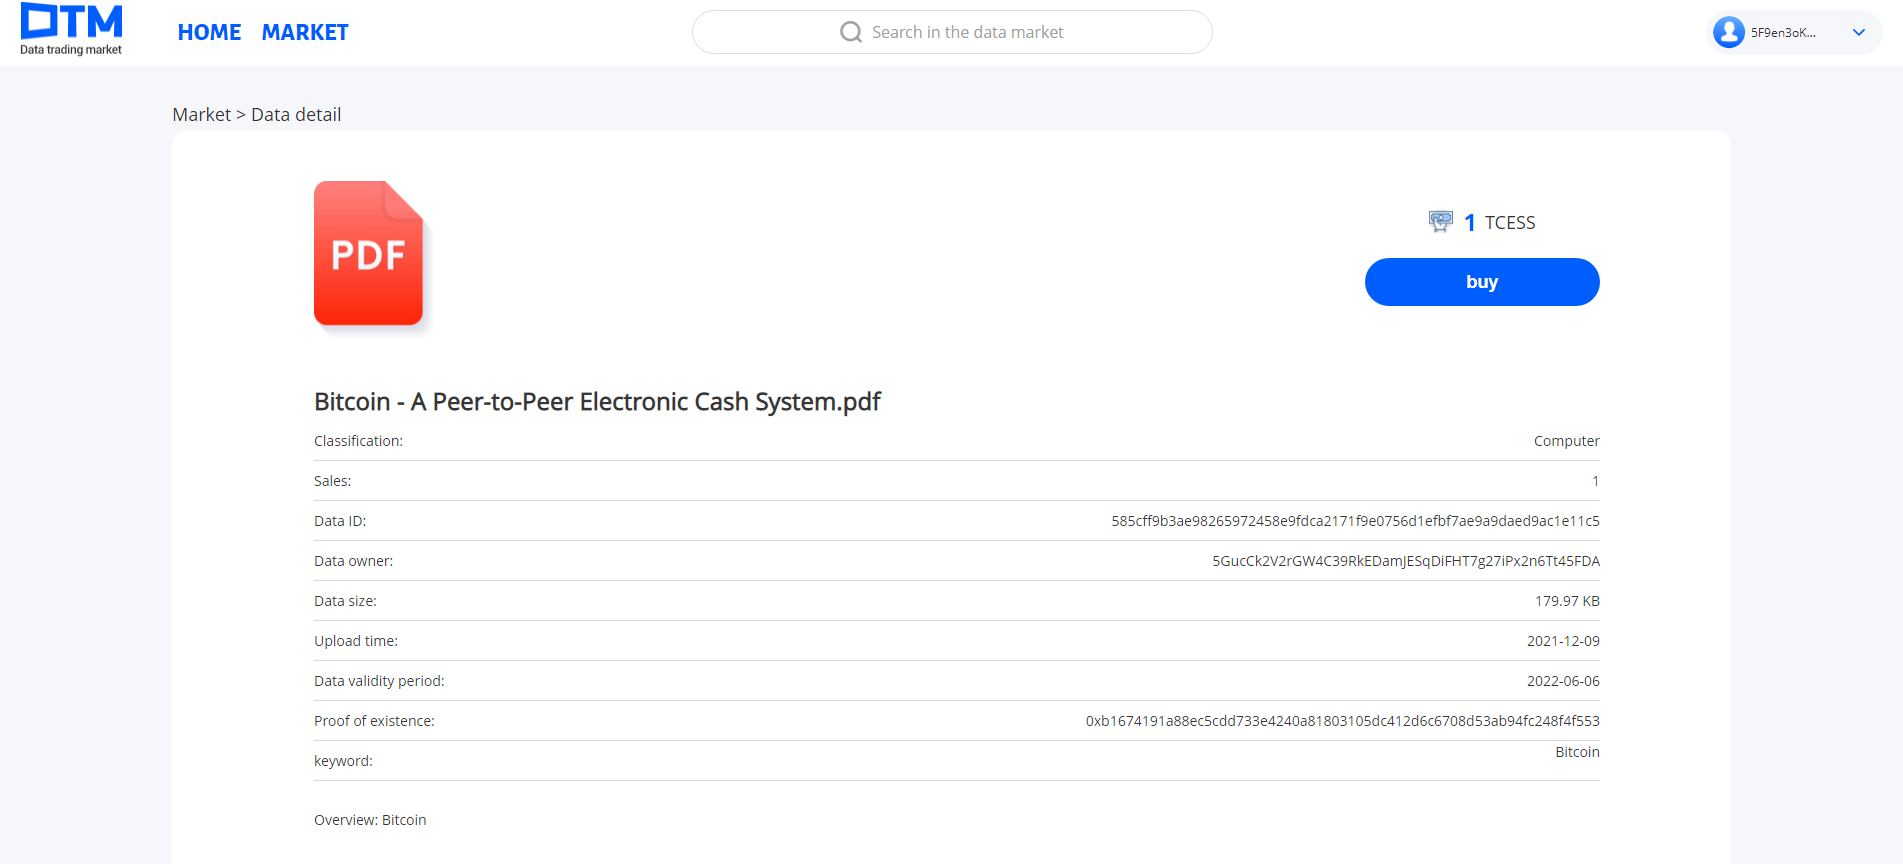 DTM
Data trading market
HOME MARKET
Search in the data market
5F9en3oK...
Market > Data detail
PDF
1 TCESS
buy
Bitcoin - A Peer-to-Peer Electronic Cash System.pdf
Classification: Computer
Sales: 1
Data ID: 585cff9b3ae98265972458e9fdca2171f9e0756d1efbf7ae9a9daed9ac1e11c5
Data owner: 5GucCk2V2rGW4C39RkEDamJESqDiFHT7g27iPx2n6Tt45FDA
Data size: 179.97 KB
Upload time: 2021-12-09
Data validity period: 2022-06-06
Proof of existence: 0xb1674191a88ec5cdd733e4240a81803105dc412d6c6708d53ab94fc248f4f553
keyword: Bitcoin
Overview: Bitcoin